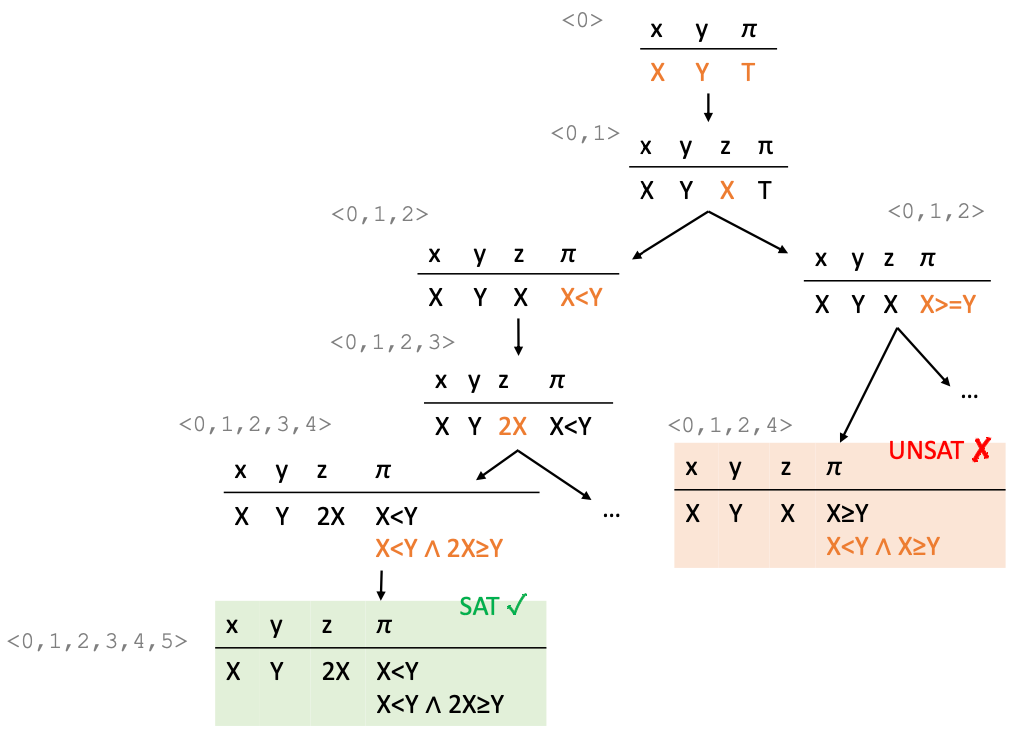 <0>
x y π
X Y T
<0,1>
x y z π
X Y X T
<0,1,2>
x y z π
X Y X X<Y
<0,1,2>
x y z π
X Y X X>=Y
<0,1,2,3>
x y z π
X Y 2X X<Y
...
<0,1,2,3,4>
x y z π
X Y 2X X<Y
X<Y ∧ 2X≥Y
...
<0,1,2,4>
UNSAT ✗
x y z π
X Y X X≥Y
X<Y ∧ X≥Y
<0,1,2,3,4,5>
SAT ✓
x y z π
X Y 2X X<Y
X<Y ∧ 2X≥Y